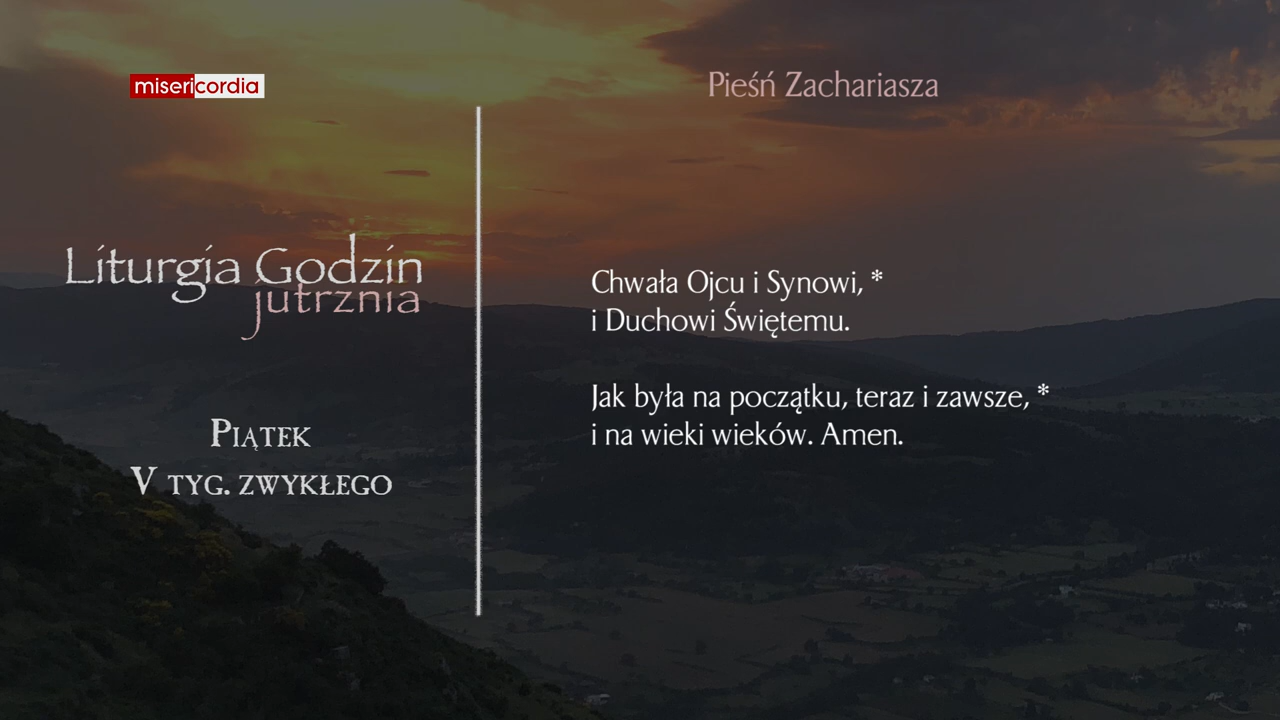 misericordia
Pieśń Zachariasza
Liturgia Godzin
jutrznia
Piątek
V tyg. zwykłego
Chwała Ojcu i Synowi, *
i Duchowi Świętemu.
Jak była na początku, teraz i zawsze, *
i na wieki wieków. Amen.